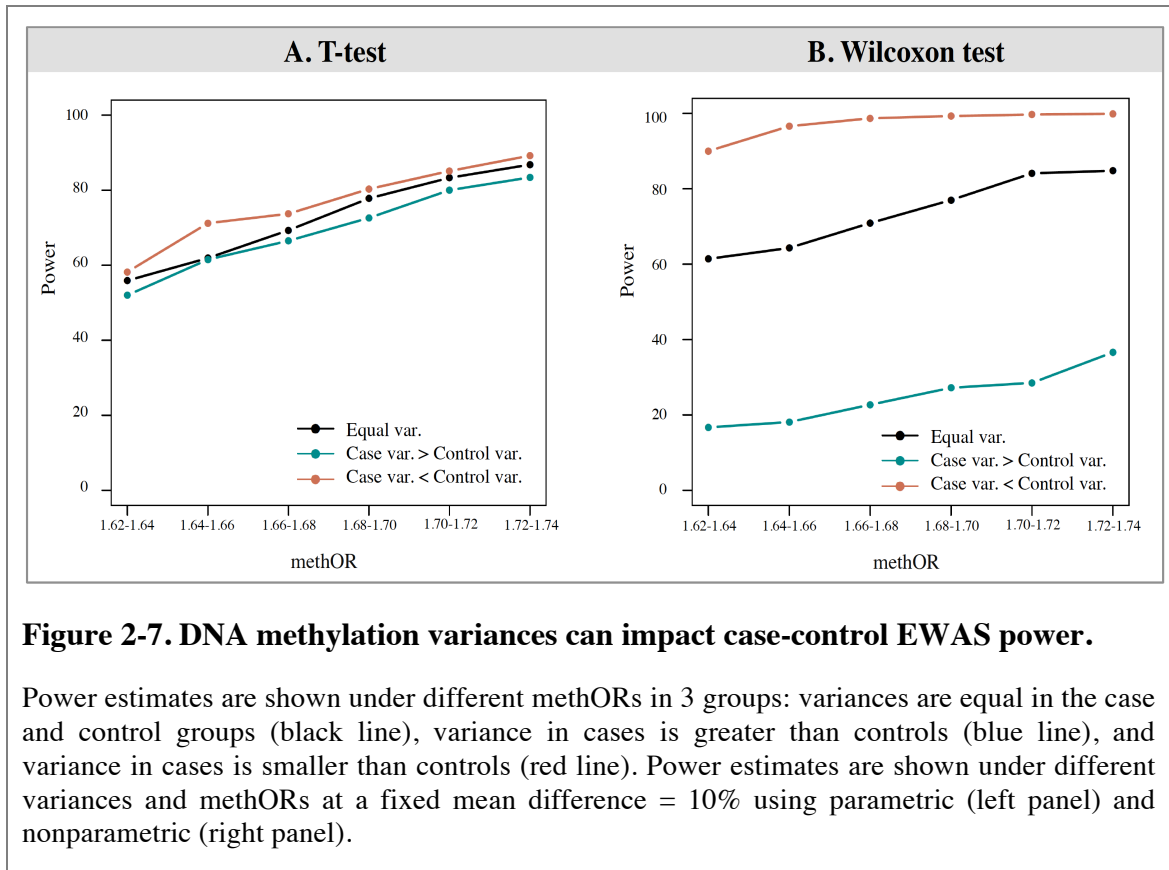 A. T-test
B. Wilcoxon test
100
80
60
40
20
0
Power
Equal var.
Case var. > Control var.
Case var. < Control var.
1.62-1.64 1.64-1.66 1.66-1.68 1.68-1.70 1.70-1.72 1.72-1.74
methOR
100
80
60
40
20
0
Power
Equal var.
Case var. > Control var.
Case var. < Control var.
1.62-1.64 1.64-1.66 1.66-1.68 1.68-1.70 1.70-1.72 1.72-1.74
methOR
Figure 2-7. DNA methylation variances can impact case-control EWAS power.
Power estimates are shown under different methORs in 3 groups: variances are equal in the case
and control groups (black line), variance in cases is greater than controls (blue line), and
variance in cases is smaller than controls (red line). Power estimates are shown under different
variances and methORs at a fixed mean difference = 10% using parametric (left panel) and
nonparametric (right panel).